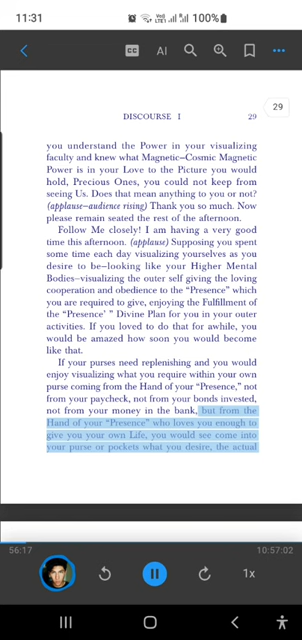 11:31
Vo)) LTE1
100%
CC
AI
29
DISCOURSE I 29
you understand the Power in your visualizing
faculty and knew what Magnetic–Cosmic Magnetic
Power is in your Love to the Picture you would
hold, Precious Ones, you could not keep from
seeing Us. Does that mean anything to you or not?
(applause–audience rising) Thank you so much. Now
please remain seated the rest of the afternoon.
Follow Me closely! I am having a very good
time this afternoon. (applause) Supposing you spent
some time each day visualizing yourselves as you
desire to be–looking like your Higher Mental
Bodies–visualizing the outer self giving the loving
cooperation and obedience to the “Presence” which
you are required to give, enjoying the Fulfillment of
the “Presence’ ” Divine Plan for you in your outer
activities. If you loved to do that for awhile, you
would be amazed how soon you would become
like that.
If your purses need replenishing and you would
enjoy visualizing what you require within your own
purse coming from the Hand of your “Presence,” not
from your paycheck, not from your bonds invested,
not from your money in the bank, but from the
Hand of your “Presence” who loves you enough to
give you your own Life, you would see come into
your purse or pockets what you desire, the actual
56:17 10:57:02
1x